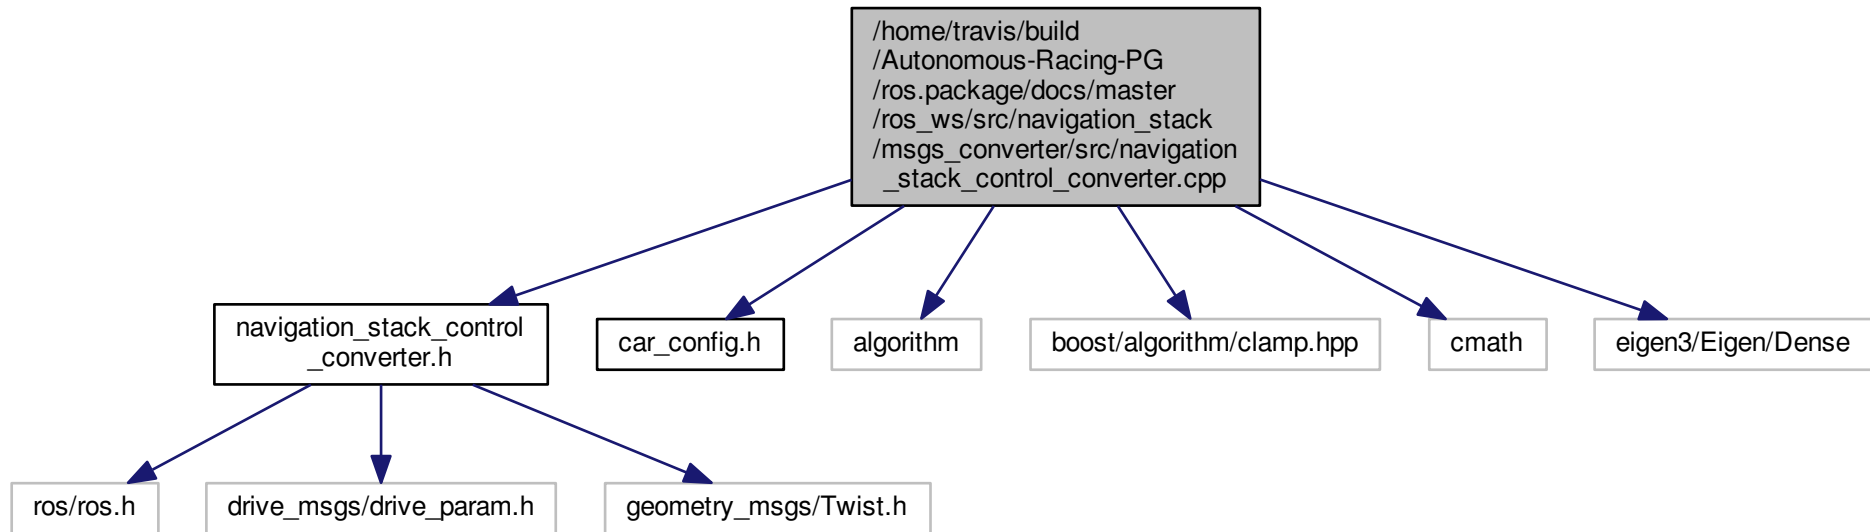 /home/travis/build
/Autonomous-Racing-PG
/ros.package/docs/master
/ros_ws/src/navigation_stack
/msgs_converter/src/navigation
_stack_control_converter.cpp
navigation_stack_control
_converter.h
car_config.h
algorithm
boost/algorithm/clamp.hpp
cmath
eigen3/Eigen/Dense
ros/ros.h
drive_msgs/drive_param.h
geometry_msgs/Twist.h